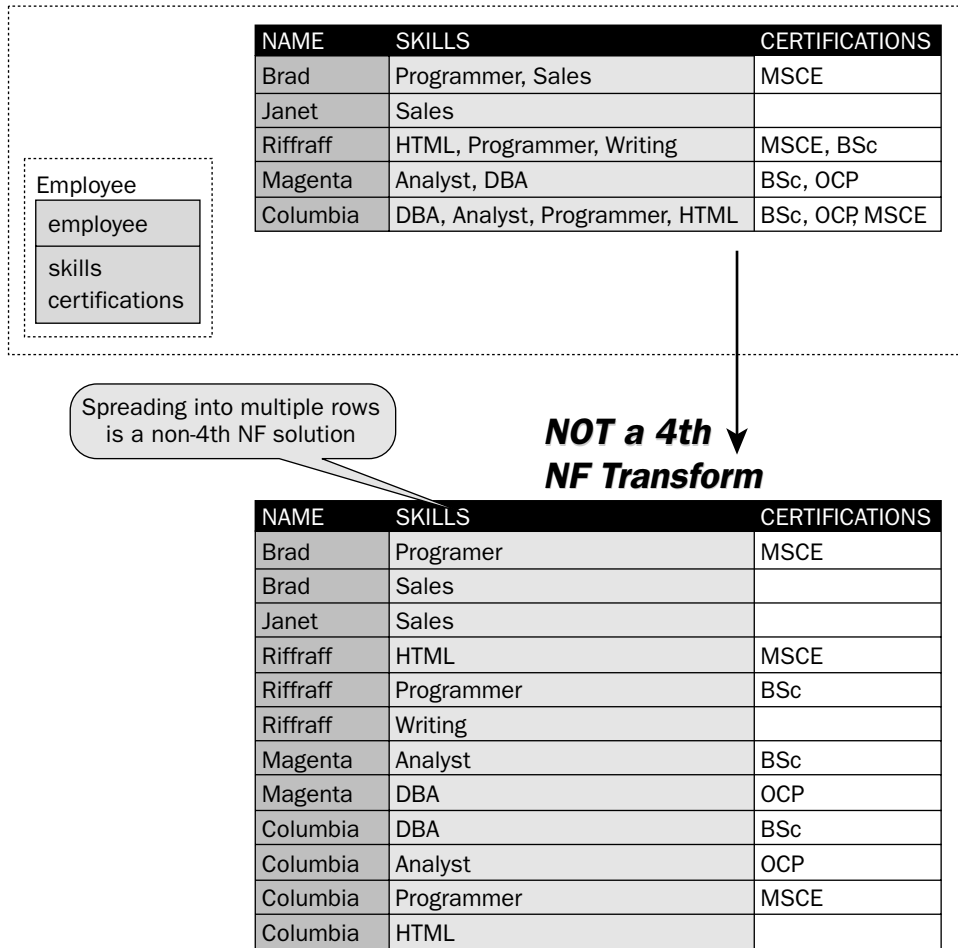 NAME SKILLS CERTIFICATIONS
Brad Programmer, Sales MSCE
Janet Sales
Riffraff HTML, Programmer, Writing MSCE, BSc
Magenta Analyst, DBA BSc, OCP
Columbia DBA, Analyst, Programmer, HTML BSc, OCP, MSCE
Employee
employee
skills
certifications
Spreading into multiple rows
is a non-4th NF solution
NOT a 4th
NF Transform
NAME SKILLS CERTIFICATIONS
Brad Programer MSCE
Brad Sales
Janet Sales
Riffraff HTML MSCE
Riffraff Programmer BSc
Riffraff Writing
Magenta Analyst BSc
Magenta DBA OCP
Columbia DBA BSc
Columbia Analyst OCP
Columbia Programmer MSCE
Columbia HTML